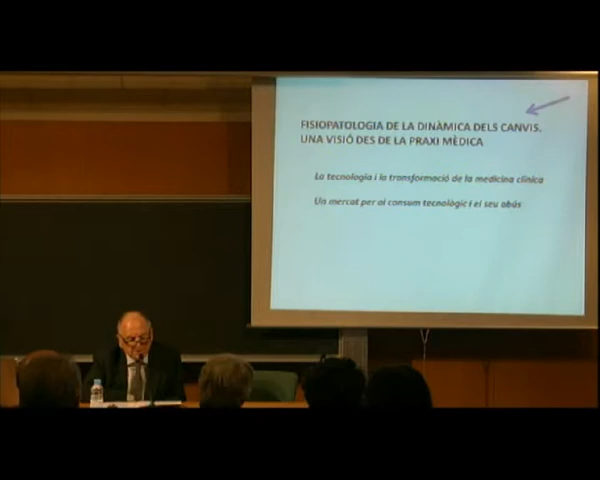 FISIOPATOLOGIA DE LA DINÀMICA DELS CANVIS.
UNA VISIÓ DES DE LA PRAXI MÈDICA
La tecnologia i la transformació de la medicina clínica
Un mercat per al consum tecnològic i el seu abús